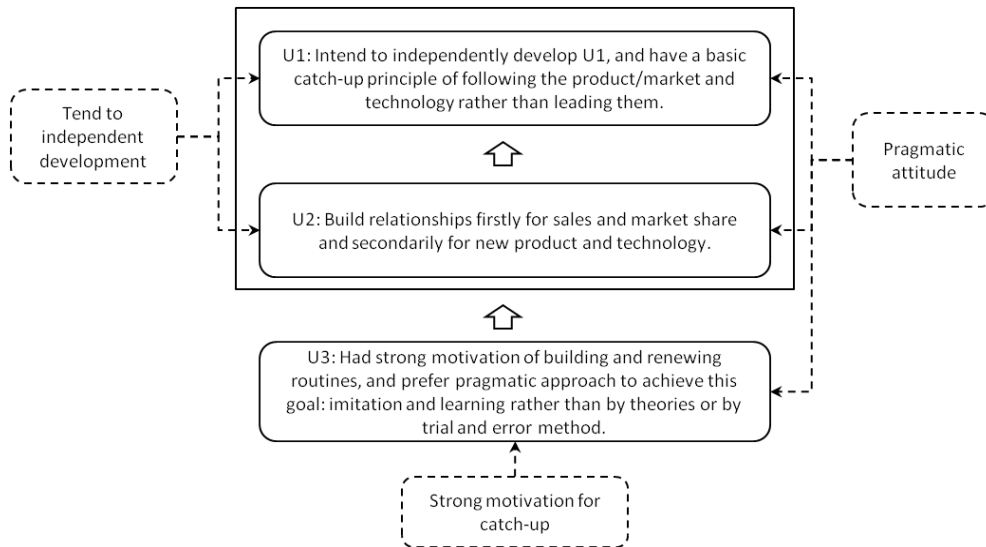 U1: Intend to independently develop U1, and have a basic
catch-up principle of following the product/market and
technology rather than leading them.
Tend to
independent
development
Pragmatic
attitude
U2: Build relationships firstly for sales and market share
and secondarily for new product and technology.
U3: Had strong motivation of building and renewing
routines, and prefer pragmatic approach to achieve this
goal: imitation and learning rather than by theories or by
trial and error method.
Strong motivation for
catch-up